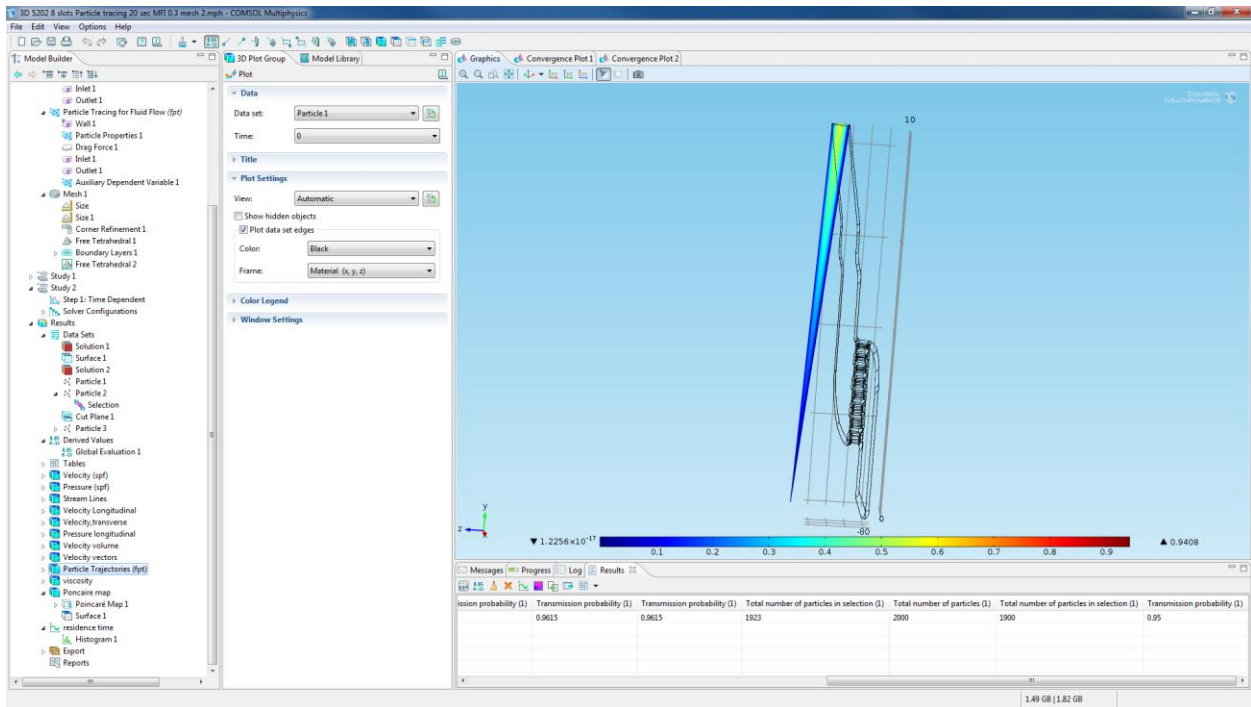 3D 5202 8 slots Particle tracing 20 sec MFI 0.3 mesh 2.mph - COMSOL Multiphysics
File Edit View Options Help
Model Builder
Inlet 1
Outlet 1
Particle Tracing for Fluid Flow (fpt)
Wall 1
Particle Properties 1
Drag Force 1
Inlet 1
Outlet 1
Auxiliary Dependent Variable 1
Mesh 1
Size
Size 1
Corner Refinement 1
Free Tetrahedral 1
Boundary Layers 1
Free Tetrahedral 2
Study 1
Study 2
Step 1: Time Dependent
Solver Configurations
Results
Data Sets
Solution 1
Surface 1
Solution 2
Particle 1
Particle 2
Selection
Cut Plane 1
Particle 3
Derived Values
Global Evaluation 1
Tables
Velocity (spf)
Pressure (spf)
Stream Lines
Velocity Longitudinal
Velocity,transverse
Pressure longitudinal
Velocity volume
Velocity vectors
Particle Trajectories (fpt)
viscosity
Poncaire map
Poincaré Map 1
Surface 1
residence time
Histogram 1
Export
Reports
3D Plot Group Model Library
Plot
Data
Data set: Particle 1
Time: 0
Title
Plot Settings
View: Automatic
Show hidden objects
Plot data set edges
Color: Black
Frame: Material (x, y, z)
Color Legend
Window Settings
Graphics Convergence Plot 1 Convergence Plot 2
COMSOL
MULTIPHYSICS
10
0
-80
y
z
x
▼ 1.2256×10⁻¹⁷
0.1 0.2 0.3 0.4 0.5 0.6 0.7 0.8 0.9
▲ 0.9408
Messages Progress Log Results
ission probability (1) Transmission probability (1) Transmission probability (1) Total number of particles in selection (1) Total number of particles (1) Total number of particles in selection (1) Transmission probability (1)
0.9615 0.9615 1923 2000 1900 0.95
1.49 GB | 1.82 GB